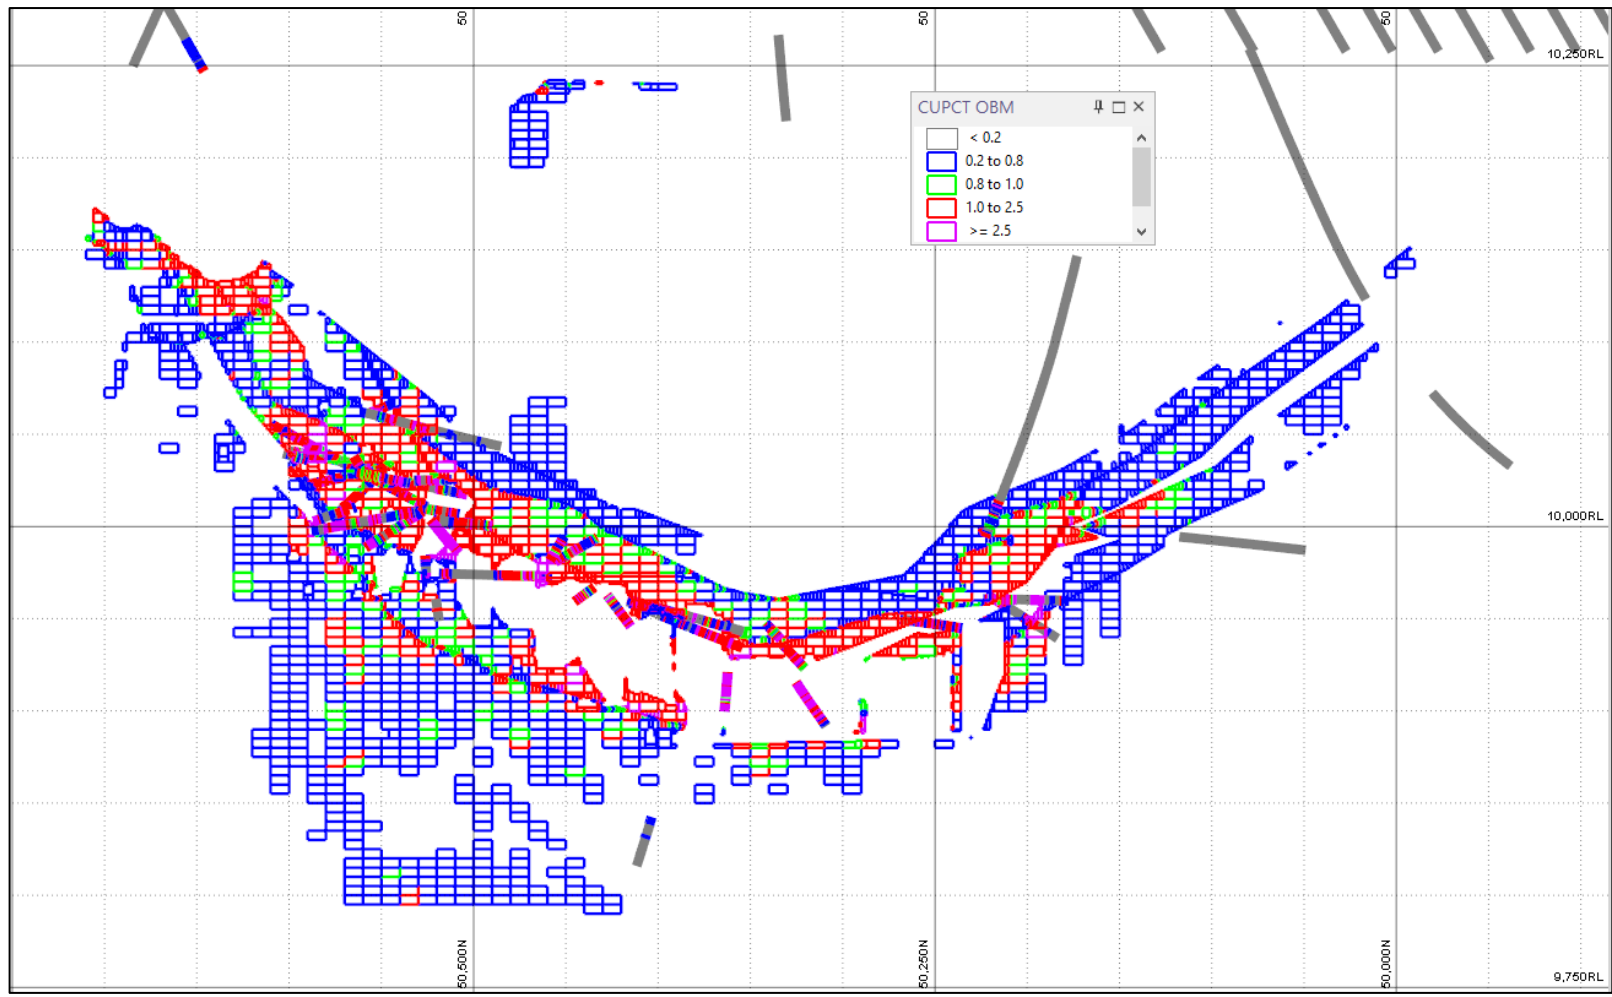 50
50
50
10,250RL
CUPCT OBM
< 0.2
0.2 to 0.8
0.8 to 1.0
1.0 to 2.5
>= 2.5
10,000RL
50,500N
50,250N
50,000N
9,750RL